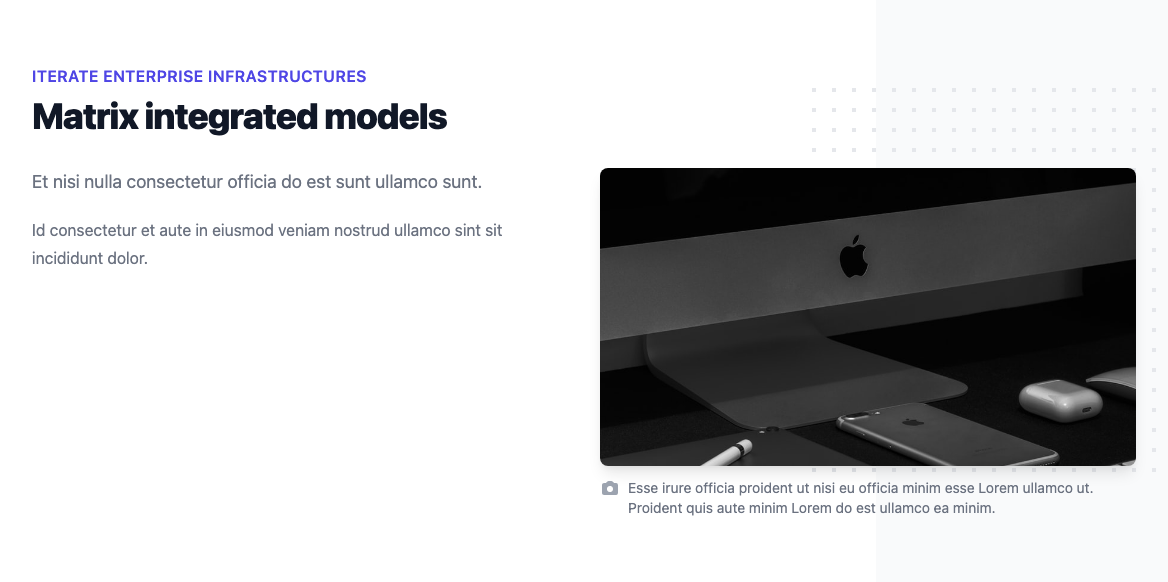 ITERATE ENTERPRISE INFRASTRUCTURES
Matrix integrated models
Et nisi nulla consectetur officia do est sunt ullamco sunt.
Id consectetur et aute in eiusmod veniam nostrud ullamco sint sit
incididunt dolor.
Esse irure officia proident ut nisi eu officia minim esse Lorem ullamco ut.
Proident quis aute minim Lorem do est ullamco ea minim.